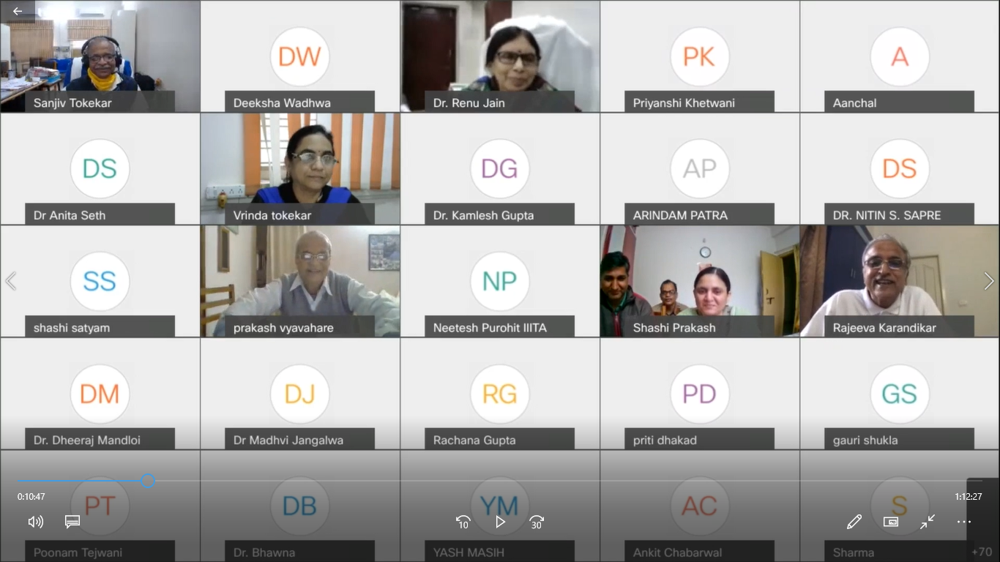 Sanjiv Tokekar
DW
Deeksha Wadhwa
Dr. Renu Jain
PK
Priyanshi Khetwani
A
Aanchal
DS
Dr Anita Seth
Vrinda tokekar
DG
Dr. Kamlesh Gupta
AP
ARINDAM PATRA
DS
DR. NITIN S. SAPRE
SS
shashi satyam
prakash vyavahare
NP
Neetesh Purohit IIITA
Shashi Prakash
Rajeeva Karandikar
DM
Dr. Dheeraj Mandloi
DJ
Dr Madhvi Jangalwa
RG
Rachana Gupta
PD
priti dhakad
GS
gauri shukla
0:10:47
1:12:27
PT
Poonam Tejwani
DB
Dr. Bhawna
YM
YASH MASIH
AC
Ankit Chabarwal
S
Sharma
10
30
+70